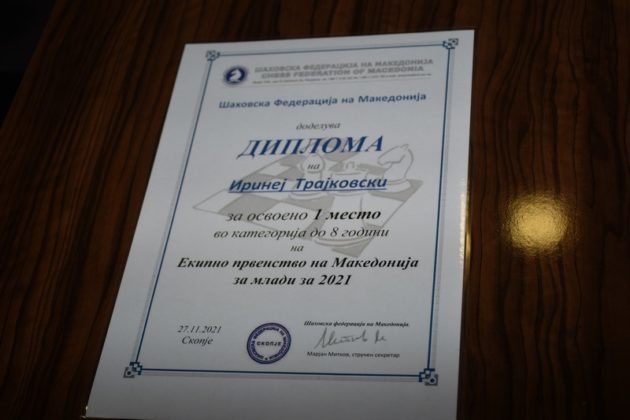 ШАХОВСКА ФЕДЕРАЦИЈА НА МАКЕДОНИЈА
CHESS FEDERATION OF MACEDONIA
Шаховска Федерација на Македонија
доделува
ДИПЛОМА
на
Иринеј Трајковски
за освоено 1 место
во категорија до 8 години
на
Екипно првенство на Македонија
за млади за 2021
27.11.2021
Скопје
СКОПЈЕ
Шаховска федерација на Македонија
Марјан Митков, стручен секретар